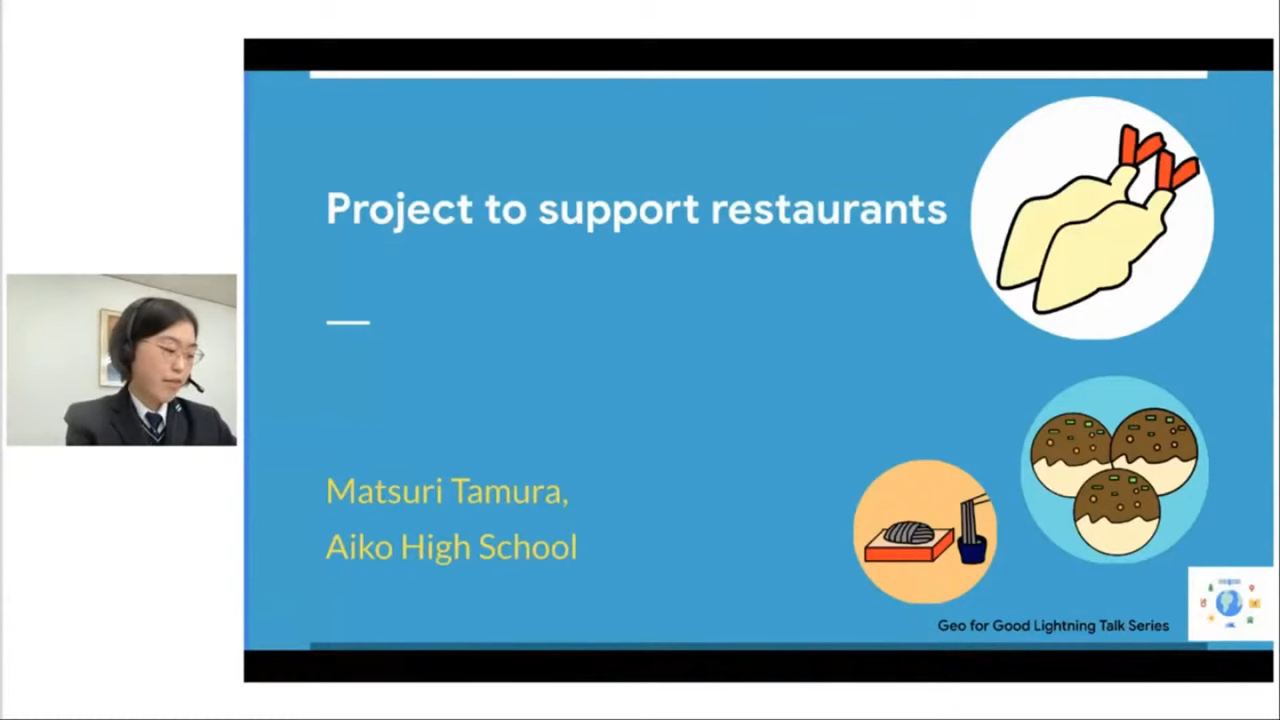 Project to support restaurants
Matsuri Tamura,
Aiko High School
Geo for Good Lightning Talk Series